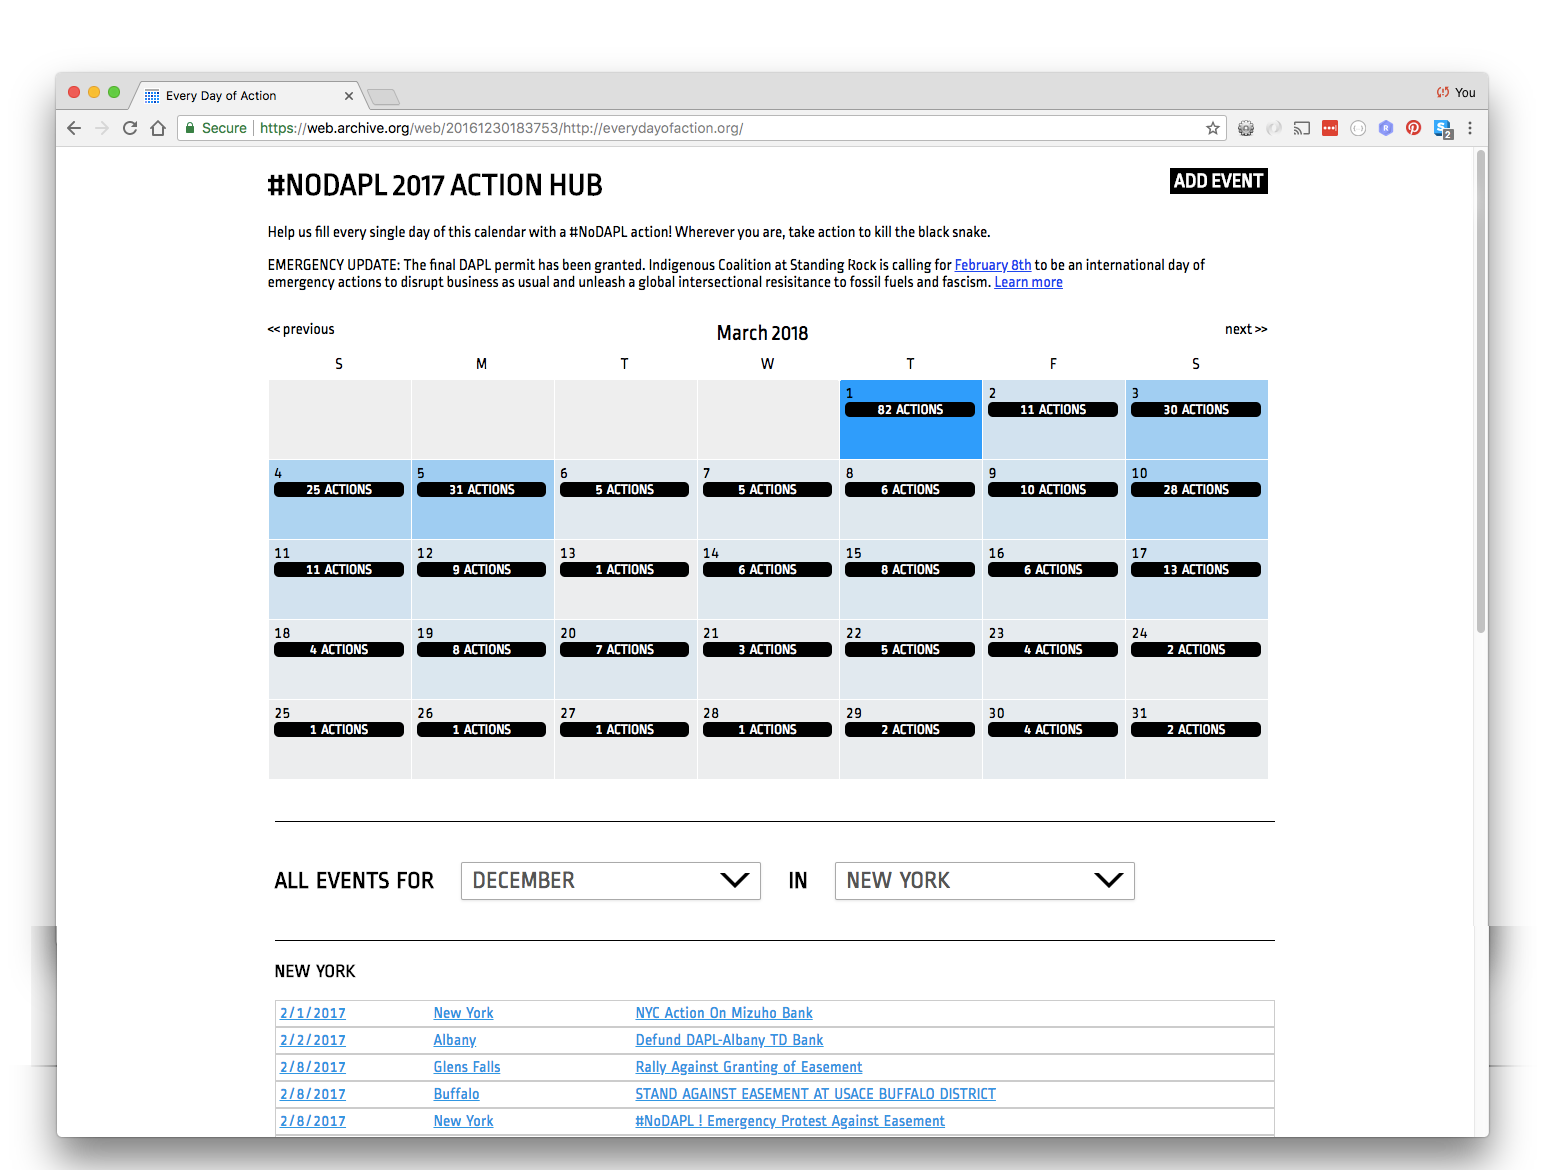 Every Day of Action
You
Secure https://web.archive.org/web/20161230183753/http://everydayofaction.org/
2
#NODAPL 2017 ACTION HUB
ADD EVENT
Help us fill every single day of this calendar with a #NoDAPL action! Wherever you are, take action to kill the black snake.
EMERGENCY UPDATE: The final DAPL permit has been granted. Indigenous Coalition at Standing Rock is calling for February 8th to be an international day of
emergency actions to disrupt business as usual and unleash a global intersectional resisitance to fossil fuels and fascism. Learn more
<< previous March 2018 next >>
S M T W T F S
1 2 3
82 ACTIONS 11 ACTIONS 30 ACTIONS
4 5 6 7 8 9 10
25 ACTIONS 31 ACTIONS 5 ACTIONS 5 ACTIONS 6 ACTIONS 10 ACTIONS 28 ACTIONS
11 12 13 14 15 16 17
11 ACTIONS 9 ACTIONS 1 ACTIONS 6 ACTIONS 8 ACTIONS 6 ACTIONS 13 ACTIONS
18 19 20 21 22 23 24
4 ACTIONS 8 ACTIONS 7 ACTIONS 3 ACTIONS 5 ACTIONS 4 ACTIONS 2 ACTIONS
25 26 27 28 29 30 31
1 ACTIONS 1 ACTIONS 1 ACTIONS 1 ACTIONS 2 ACTIONS 4 ACTIONS 2 ACTIONS
ALL EVENTS FOR DECEMBER IN NEW YORK
NEW YORK
2/1/2017 New York NYC Action On Mizuho Bank
2/2/2017 Albany Defund DAPL-Albany TD Bank
2/8/2017 Glens Falls Rally Against Granting of Easement
2/8/2017 Buffalo STAND AGAINST EASEMENT AT USACE BUFFALO DISTRICT
2/8/2017 New York #NoDAPL ! Emergency Protest Against Easement